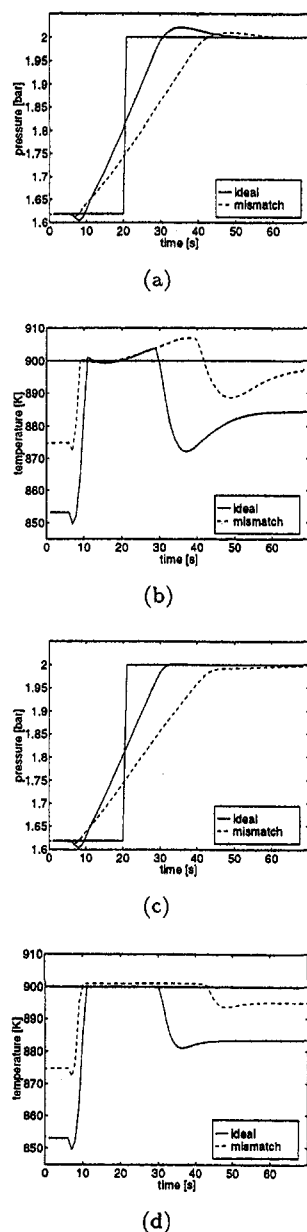 2
1.95
1.9
1.85
1.8
1.75
1.7
1.65
1.6
pressure [bar]
0 10 20 30 40 50 60
time [s]
ideal
mismatch
(a)
910
900
890
880
870
860
850
temperature [K]
0 10 20 30 40 50 60
time [s]
ideal
mismatch
(b)
2
1.95
1.9
1.85
1.8
1.75
1.7
1.65
1.6
pressure [bar]
0 10 20 30 40 50 60
time [s]
ideal
mismatch
(c)
910
900
890
880
870
860
850
temperature [K]
0 10 20 30 40 50 60
time [s]
ideal
mismatch
(d)